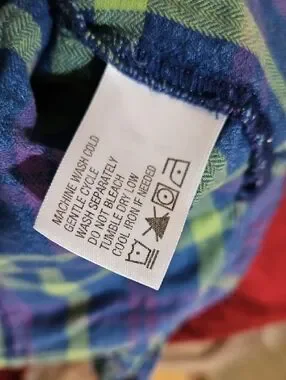 MACHINE WASH COLD
GENTLE CYCLE
WASH SEPARATELY
DO NOT BLEACH
TUMBLE DRY LOW
COOL IRON IF NEEDED